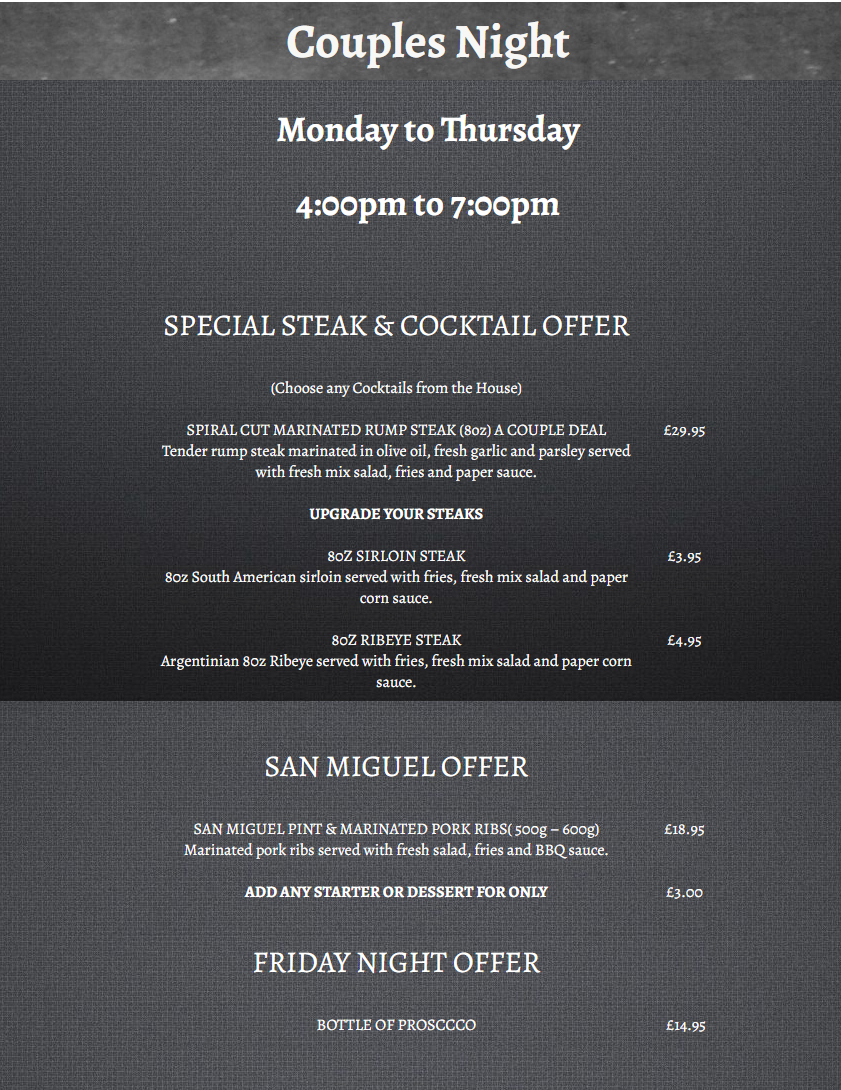 Couples Night
Monday to Thursday
4:00pm to 7:00pm
SPECIAL STEAK & COCKTAIL OFFER
(Choose any Cocktails from the House)
SPIRAL CUT MARINATED RUMP STEAK (8oz) A COUPLE DEAL £29.95
Tender rump steak marinated in olive oil, fresh garlic and parsley served
with fresh mix salad, fries and paper sauce.
UPGRADE YOUR STEAKS
8OZ SIRLOIN STEAK £3.95
8oz South American sirloin served with fries, fresh mix salad and paper
corn sauce.
8OZ RIBEYE STEAK £4.95
Argentinian 8oz Ribeye served with fries, fresh mix salad and paper corn
sauce.
SAN MIGUEL OFFER
SAN MIGUEL PINT & MARINATED PORK RIBS( 500g – 600g) £18.95
Marinated pork ribs served with fresh salad, fries and BBQ sauce.
ADD ANY STARTER OR DESSERT FOR ONLY £3.00
FRIDAY NIGHT OFFER
BOTTLE OF PROSCCCO £14.95